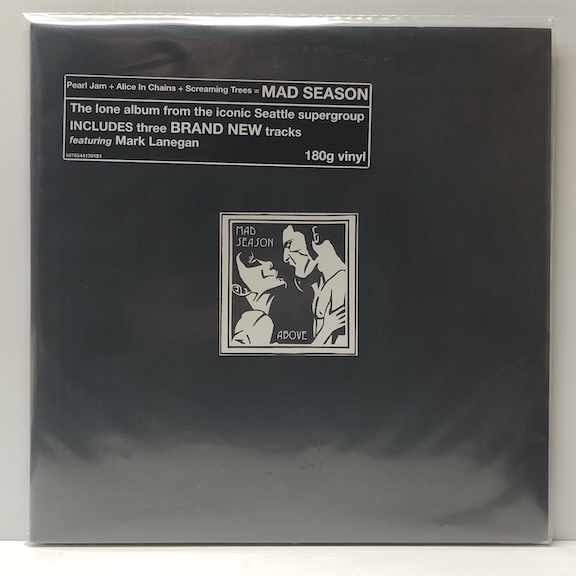 Pearl Jam + Alice In Chains + Screaming Trees = MAD SEASON
The lone album from the iconic Seattle supergroup
INCLUDES three BRAND NEW tracks
featuring Mark Lanegan
180g vinyl
MAD
SEASON
ABOVE